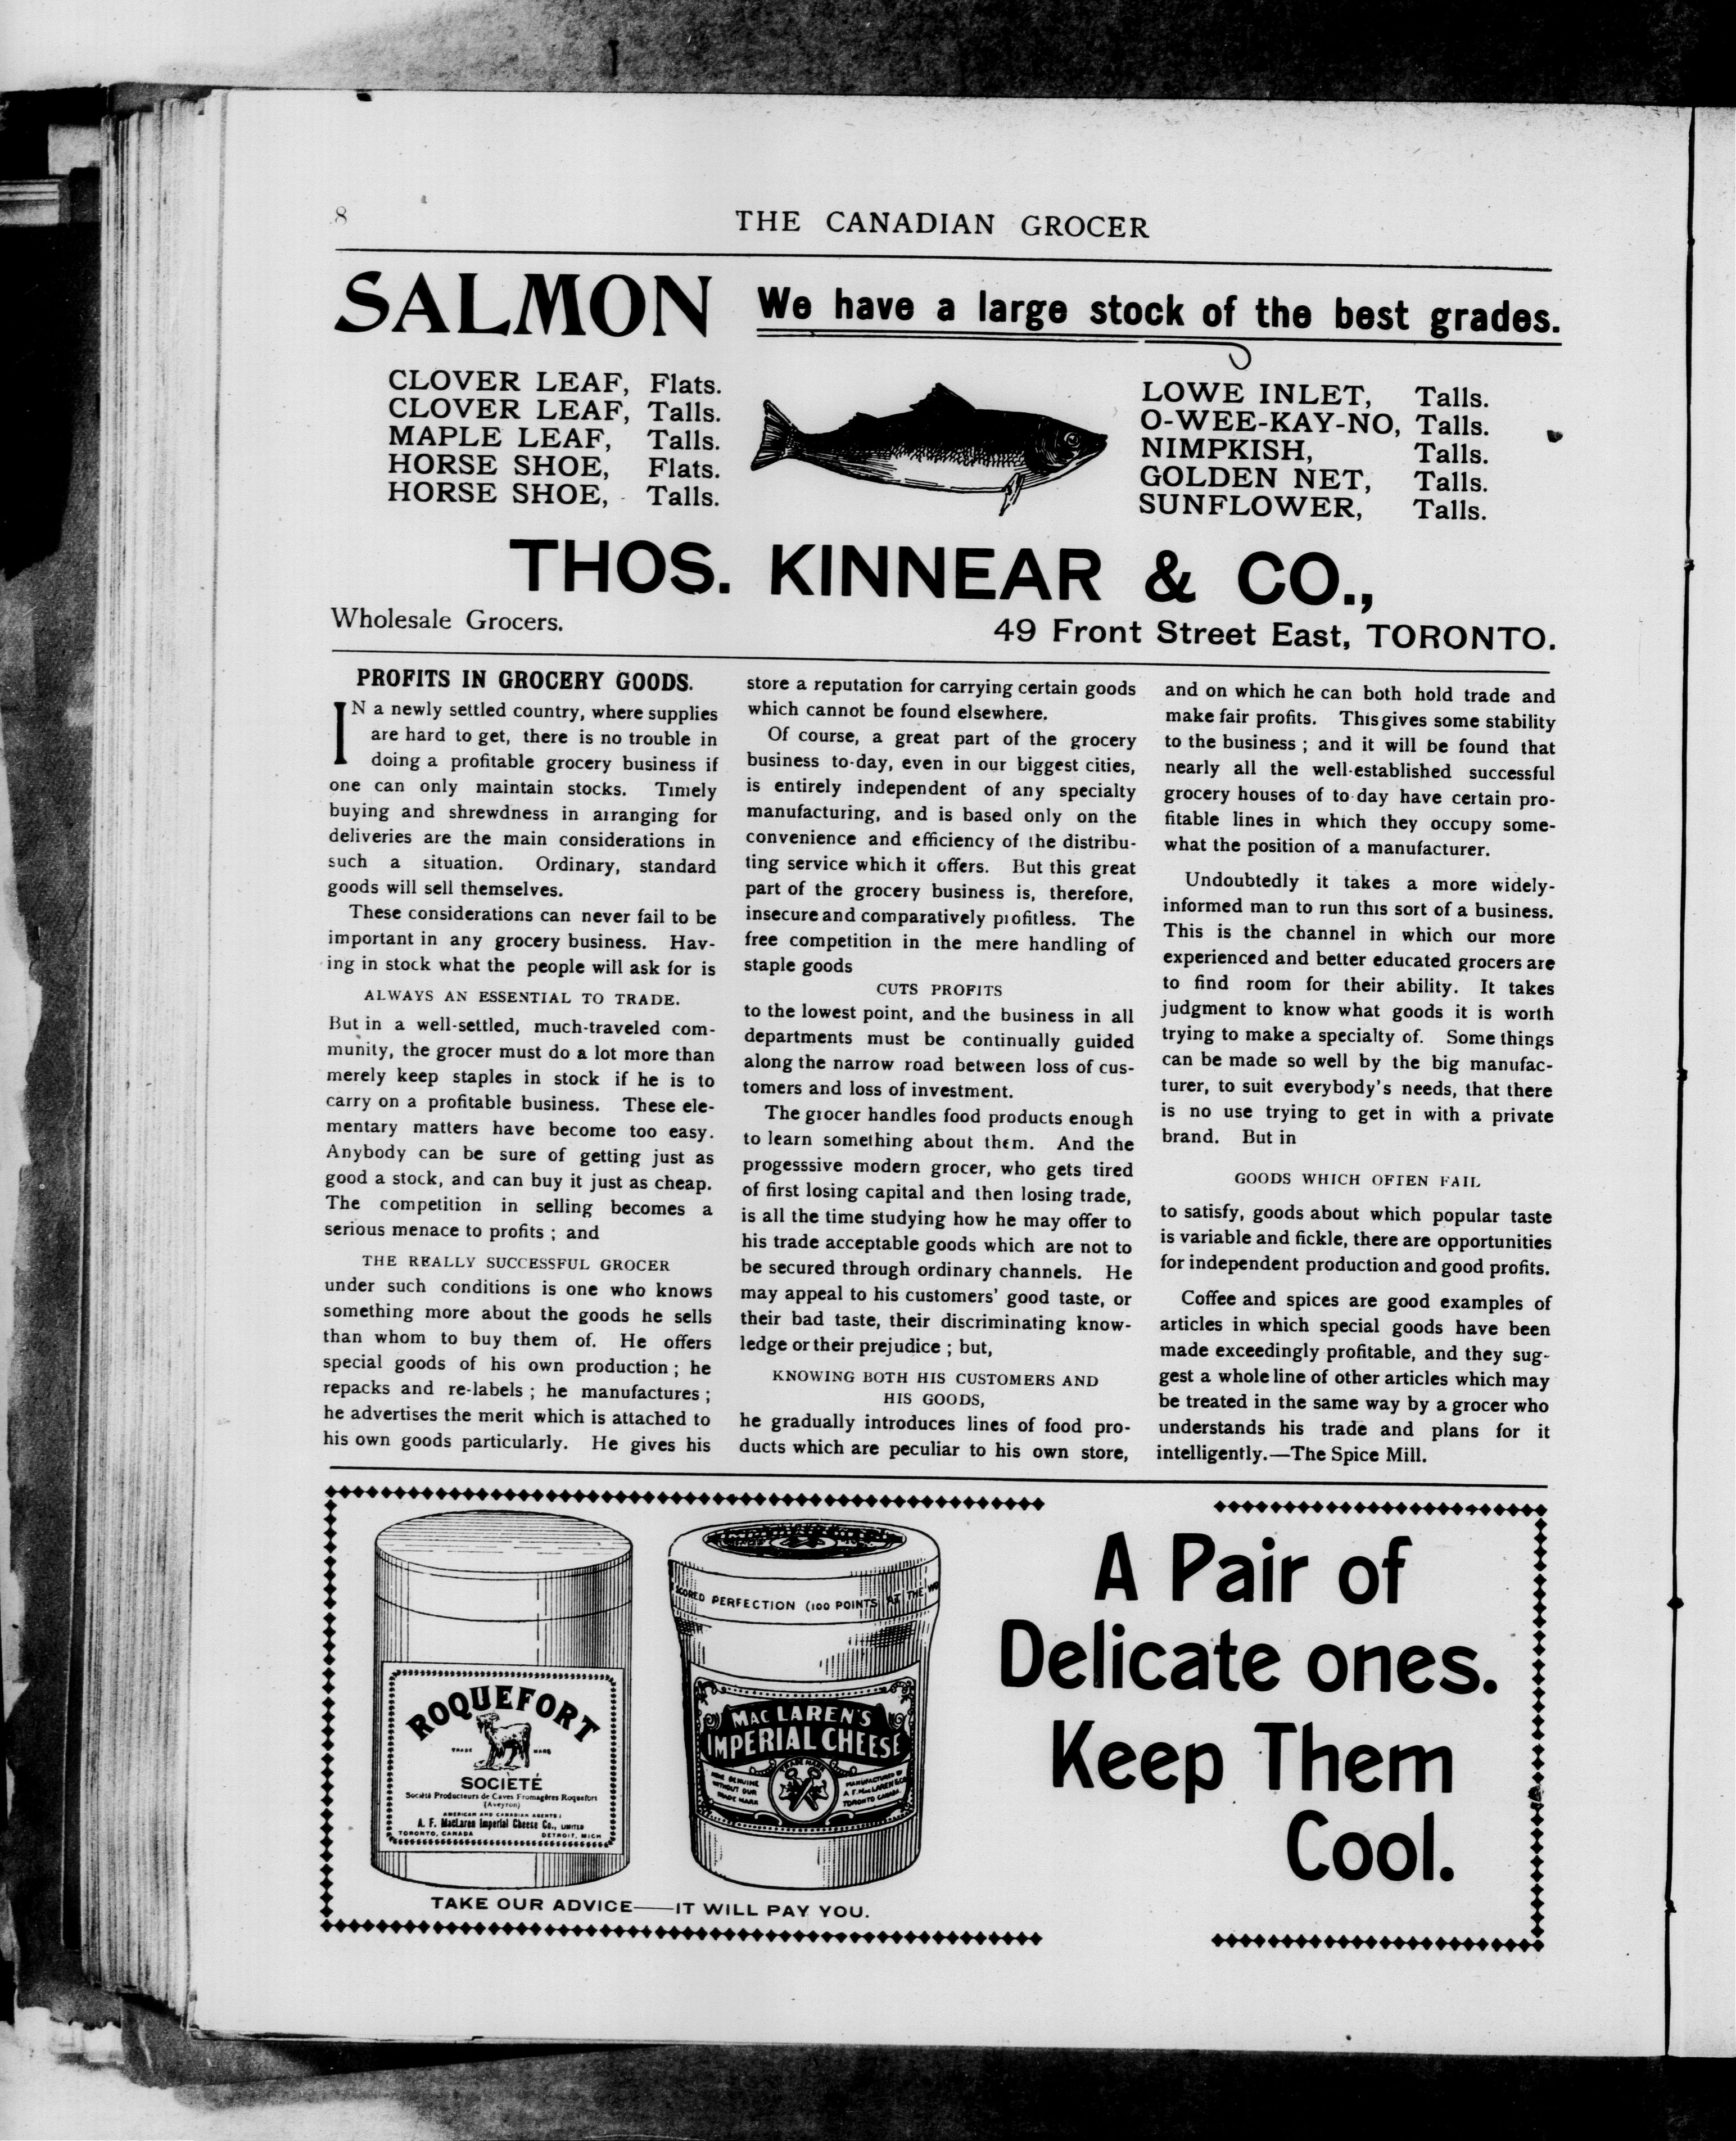 8
THE CANADIAN GROCER
SALMON
We have a large stock of the best grades.
CLOVER LEAF, Flats.
CLOVER LEAF, Talls.
MAPLE LEAF, Talls.
HORSE SHOE, Flats.
HORSE SHOE, Talls.
LOWE INLET, Talls.
O-WEE-KAY-NO, Talls.
NIMPKISH, Talls.
GOLDEN NET, Talls.
SUNFLOWER, Talls.
THOS. KINNEAR & CO.,
Wholesale Grocers.
49 Front Street East, TORONTO.
PROFITS IN GROCERY GOODS.
IN a newly settled country, where supplies
are hard to get, there is no trouble in
doing a profitable grocery business if
one can only maintain stocks. Timely
buying and shrewdness in arranging for
deliveries are the main considerations in
such a situation. Ordinary, standard
goods will sell themselves.
These considerations can never fail to be
important in any grocery business. Hav-
ing in stock what the people will ask for is
ALWAYS AN ESSENTIAL TO TRADE.
But in a well-settled, much-traveled com-
munity, the grocer must do a lot more than
merely keep staples in stock if he is to
carry on a profitable business. These ele-
mentary matters have become too easy.
Anybody can be sure of getting just as
good a stock, and can buy it just as cheap.
The competition in selling becomes a
serious menace to profits ; and
THE REALLY SUCCESSFUL GROCER
under such conditions is one who knows
something more about the goods he sells
than whom to buy them of. He offers
special goods of his own production ; he
repacks and re-labels ; he manufactures ;
he advertises the merit which is attached to
his own goods particularly. He gives his
store a reputation for carrying certain goods
which cannot be found elsewhere.
Of course, a great part of the grocery
business to-day, even in our biggest cities,
is entirely independent of any specialty
manufacturing, and is based only on the
convenience and efficiency of the distribu-
ting service which it offers. But this great
part of the grocery business is, therefore,
insecure and comparatively profitless. The
free competition in the mere handling of
staple goods
CUTS PROFITS
to the lowest point, and the business in all
departments must be continually guided
along the narrow road between loss of cus-
tomers and loss of investment.
The grocer handles food products enough
to learn something about them. And the
progesssive modern grocer, who gets tired
of first losing capital and then losing trade,
is all the time studying how he may offer to
his trade acceptable goods which are not to
be secured through ordinary channels. He
may appeal to his customers' good taste, or
their bad taste, their discriminating know-
ledge or their prejudice ; but,
KNOWING BOTH HIS CUSTOMERS AND
HIS GOODS,
he gradually introduces lines of food pro-
ducts which are peculiar to his own store,
and on which he can both hold trade and
make fair profits. This gives some stability
to the business ; and it will be found that
nearly all the well-established successful
grocery houses of to-day have certain pro-
fitable lines in which they occupy some-
what the position of a manufacturer.
Undoubtedly it takes a more widely-
informed man to run this sort of a business.
This is the channel in which our more
experienced and better educated grocers are
to find room for their ability. It takes
judgment to know what goods it is worth
trying to make a specialty of. Some things
can be made so well by the big manufac-
turer, to suit everybody's needs, that there
is no use trying to get in with a private
brand. But in
GOODS WHICH OFTEN FAIL
to satisfy, goods about which popular taste
is variable and fickle, there are opportunities
for independent production and good profits.
Coffee and spices are good examples of
articles in which special goods have been
made exceedingly profitable, and they sug-
gest a whole line of other articles which may
be treated in the same way by a grocer who
understands his trade and plans for it
intelligently.—The Spice Mill.
ROQUEFORT
TRADE MARK
SOCIÈTÉ
Société Producteurs de Caves Fromagères Roquefort
(Aveyron)
AMERICAN AND CANADIAN AGENTS:
A. F. MacLaren Imperial Cheese Co., LIMITED
TORONTO, CANADA DETROIT, MICH
SCORED PERFECTION (100 POINTS) AT THE WO
MACLAREN'S
IMPERIAL CHEESE
NONE GENUINE
WITHOUT OUR
TRADE MARK
TRADE MARK
MANUFACTURED BY
A.F. MACLAREN & CO
TORONTO CANADA
TAKE OUR ADVICE——IT WILL PAY YOU.
A Pair of
Delicate ones.
Keep Them
Cool.